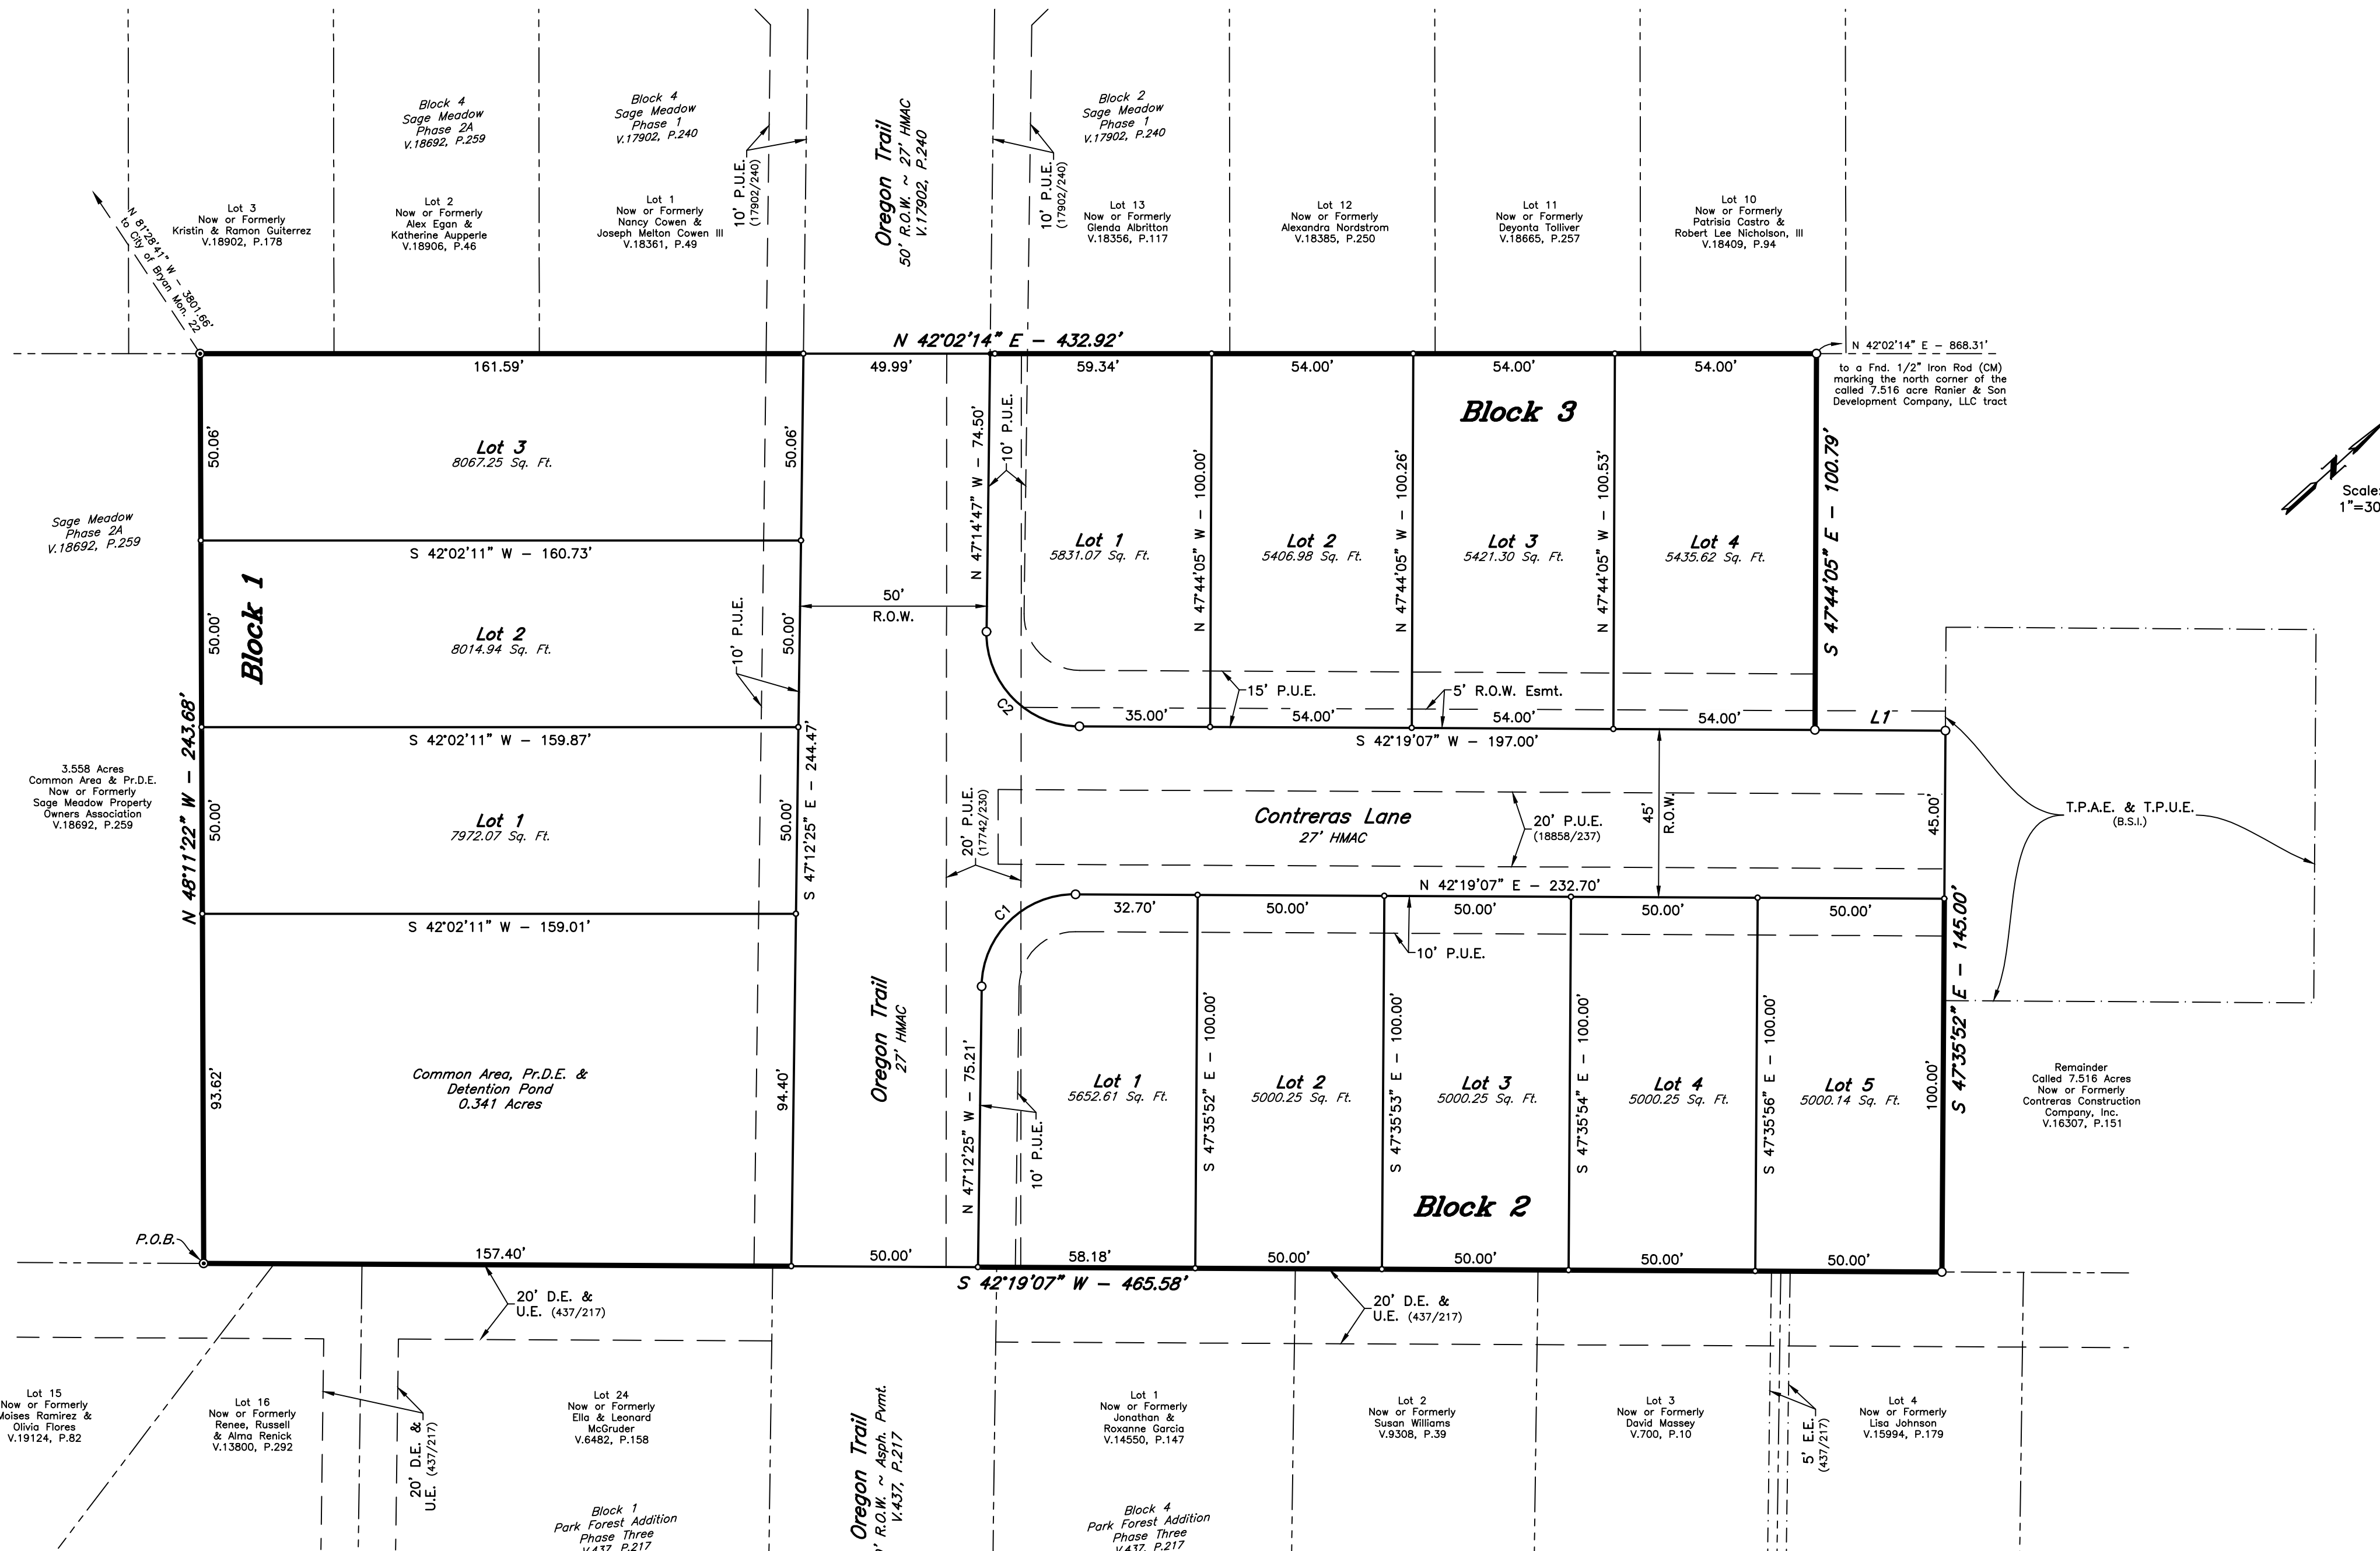 Block 4
Sage Meadow
Phase 2A
V.18692, P.259
Block 4
Sage Meadow
Phase 1
V.17902, P.240
10' P.U.E.
(17902/240)
Oregon Trail
50' R.O.W. ~ 27' HMAC
V.17902, P.240
10' P.U.E.
(17902/240)
Block 2
Sage Meadow
Phase 1
V.17902, P.240
N 81°28'41" W - 3801.66'
to City of Bryan Mon. 22
Lot 3
Now or Formerly
Kristin & Ramon Guiterrez
V.18902, P.178
Lot 2
Now or Formerly
Alex Egan &
Katherine Aupperle
V.18906, P.46
Lot 1
Now or Formerly
Nancy Cowen &
Joseph Melton Cowen III
V.18361, P.49
Lot 13
Now or Formerly
Glenda Albritton
V.18356, P.117
Lot 12
Now or Formerly
Alexandra Nordstrom
V.18385, P.250
Lot 11
Now or Formerly
Deyonta Tolliver
V.18665, P.257
Lot 10
Now or Formerly
Patrisia Castro &
Robert Lee Nicholson, III
V.18409, P.94
N 42°02'14" E - 432.92'
161.59'
49.99'
59.34'
54.00'
54.00'
54.00'
N 42°02'14" E - 868.31'
to a Fnd. 1/2" Iron Rod (CM)
marking the north corner of the
called 7.516 acre Ranier & Son
Development Company, LLC tract
N
Scale:
1"=30
Sage Meadow
Phase 2A
V.18692, P.259
50.06'
Lot 3
8067.25 Sq. Ft.
50.06'
S 42°02'11" W - 160.73'
Block 1
50.00'
Lot 2
8014.94 Sq. Ft.
10' P.U.E.
50.00'
S 42°02'11" W - 159.87'
N 48°11'22" W - 243.68'
50.00'
Lot 1
7972.07 Sq. Ft.
50.00'
S 47°12'25" E - 244.47'
S 42°02'11" W - 159.01'
3.558 Acres
Common Area & Pr.D.E.
Now or Formerly
Sage Meadow Property
Owners Association
V.18692, P.259
93.62'
Common Area, Pr.D.E. &
Detention Pond
0.341 Acres
94.40'
P.O.B.
157.40'
50'
R.O.W.
N 47°14'47" W - 74.50'
10' P.U.E.
Block 3
Lot 1
5831.07 Sq. Ft.
N 47°44'05" W - 100.00'
Lot 2
5406.98 Sq. Ft.
N 47°44'05" W - 100.26'
Lot 3
5421.30 Sq. Ft.
N 47°44'05" W - 100.53'
Lot 4
5435.62 Sq. Ft.
S 47°44'05" E - 100.79'
C2
35.00'
15' P.U.E.
54.00'
5' R.O.W. Esmt.
54.00'
54.00'
L1
S 42°19'07" W - 197.00'
20' P.U.E.
(17742/230)
Contreras Lane
27' HMAC
20' P.U.E.
(18858/237)
45'
R.O.W.
45.00'
T.P.A.E. & T.P.U.E.
(B.S.I.)
N 42°19'07" E - 232.70'
C1
32.70'
50.00'
50.00'
50.00'
50.00'
10' P.U.E.
Oregon Trail
27' HMAC
N 47°12'25" W - 75.21'
10' P.U.E.
Lot 1
5652.61 Sq. Ft.
S 47°35'52" E - 100.00'
Lot 2
5000.25 Sq. Ft.
S 47°35'53" E - 100.00'
Lot 3
5000.25 Sq. Ft.
S 47°35'54" E - 100.00'
Lot 4
5000.25 Sq. Ft.
S 47°35'56" E - 100.00'
Lot 5
5000.14 Sq. Ft.
100.00'
S 47°35'52" E - 145.00'
Block 2
Remainder
Called 7.516 Acres
Now or Formerly
Contreras Construction
Company, Inc.
V.16307, P.151
50.00'
58.18'
50.00'
50.00'
50.00'
50.00'
S 42°19'07" W - 465.58'
20' D.E. &
U.E. (437/217)
20' D.E. &
U.E. (437/217)
Lot 15
Now or Formerly
Moises Ramirez &
Olivia Flores
V.19124, P.82
Lot 16
Now or Formerly
Renee, Russell
& Alma Renick
V.13800, P.292
20' D.E. &
U.E. (437/217)
Lot 24
Now or Formerly
Ella & Leonard
McGruder
V.6482, P.158
Oregon Trail
' R.O.W. ~ Asph. Pvmt.
V.437, P.217
Lot 1
Now or Formerly
Jonathan &
Roxanne Garcia
V.14550, P.147
Lot 2
Now or Formerly
Susan Williams
V.9308, P.39
Lot 3
Now or Formerly
David Massey
V.700, P.10
5' E.E.
(437/217)
Lot 4
Now or Formerly
Lisa Johnson
V.15994, P.179
Block 1
Park Forest Addition
Phase Three
V.437, P.217
Block 4
Park Forest Addition
Phase Three
V.437, P.217